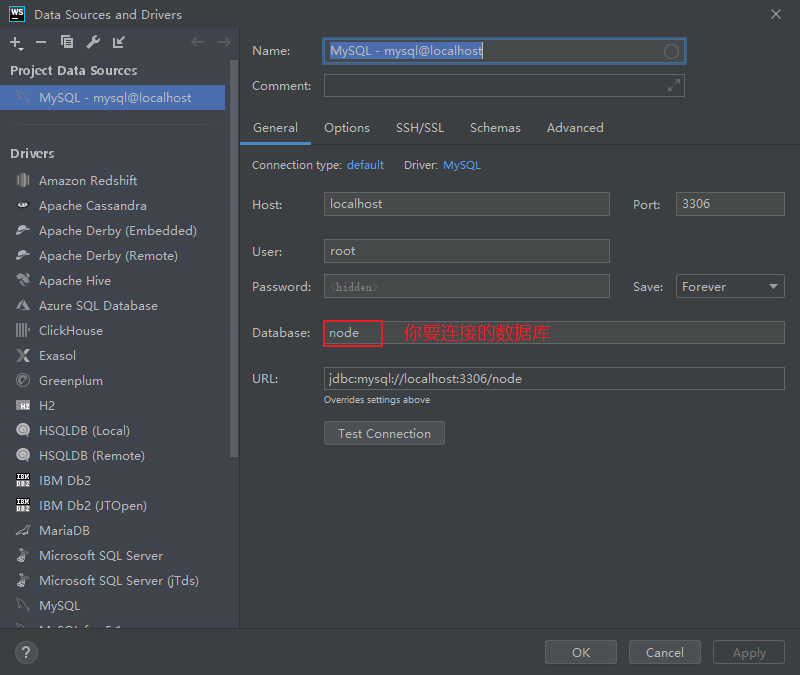 WS Data Sources and Drivers
Name: MySQL - mysql@localhost
Comment:
Project Data Sources
MySQL - mysql@localhost
Drivers
Amazon Redshift
Apache Cassandra
Apache Derby (Embedded)
Apache Derby (Remote)
Apache Hive
Azure SQL Database
ClickHouse
Exasol
Greenplum
H2 H2
HSQLDB (Local)
HSQLDB (Remote)
IBM DB2 IBM Db2
IBM DB2 IBM Db2 (JTOpen)
MariaDB
Microsoft SQL Server
Microsoft SQL Server (jTds)
MySQL
General Options SSH/SSL Schemas Advanced
Connection type: default Driver: MySQL
Host: localhost Port: 3306
User: root
Password: <hidden> Save: Forever
Database: node 你要连接的数据库
URL: jdbc:mysql://localhost:3306/node
Overrides settings above
Test Connection
? OK Cancel Apply